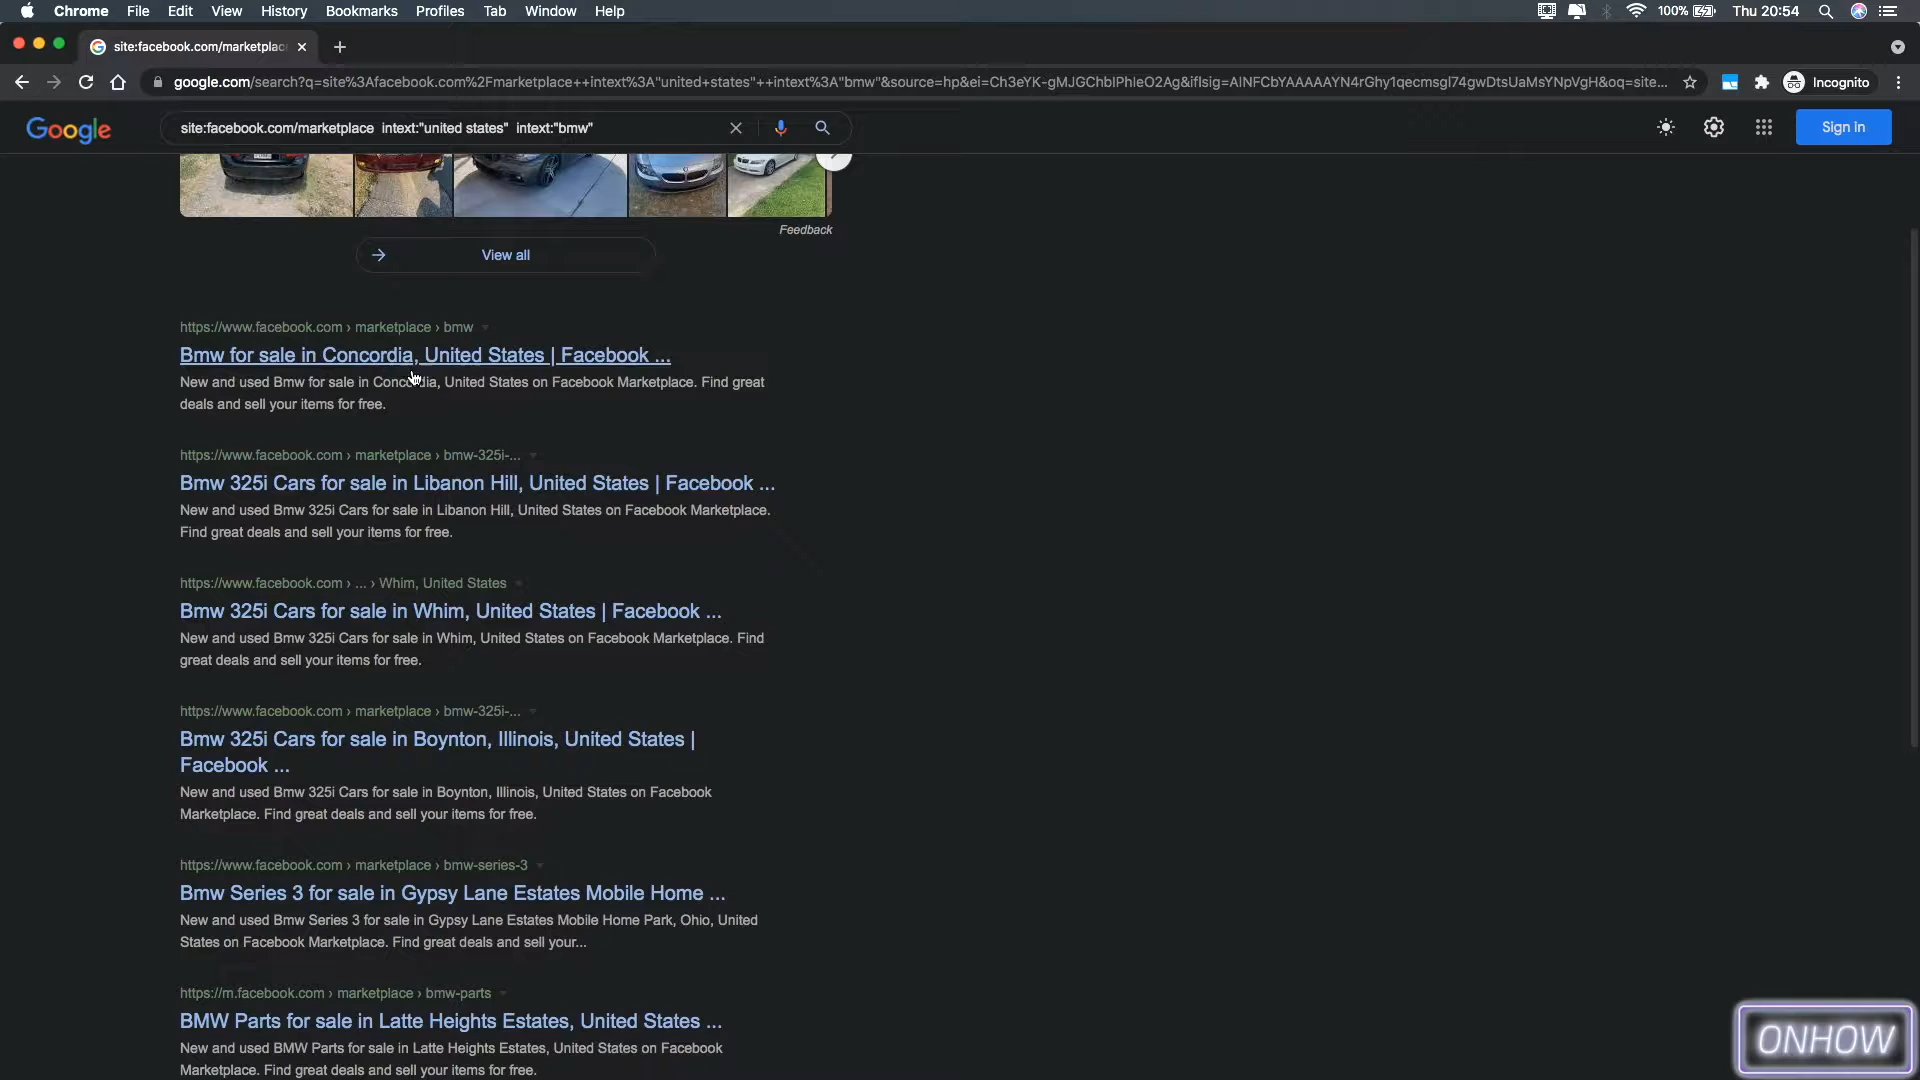 Chrome File Edit View History Bookmarks Profiles Tab Window Help 100% Thu 20:54
site:facebook.com/marketplac
google.com/search?q=site%3Afacebook.com%2Fmarketplace++intext%3A"united+states"++intext%3A"bmw"&source=hp&ei=Ch3eYK-gMJGChbIPhIeO2Ag&iflsig=AINFCbYAAAAAYN4rGhy1qecmsgI74gwDtsUaMsYNpVgH&oq=site... Incognito
Google site:facebook.com/marketplace intext:"united states" intext:"bmw" Sign in
Feedback
View all
https://www.facebook.com › marketplace › bmw
Bmw for sale in Concordia, United States | Facebook ...
New and used Bmw for sale in Concordia, United States on Facebook Marketplace. Find great
deals and sell your items for free.
https://www.facebook.com › marketplace › bmw-325i-...
Bmw 325i Cars for sale in Libanon Hill, United States | Facebook ...
New and used Bmw 325i Cars for sale in Libanon Hill, United States on Facebook Marketplace.
Find great deals and sell your items for free.
https://www.facebook.com › ... › Whim, United States
Bmw 325i Cars for sale in Whim, United States | Facebook ...
New and used Bmw 325i Cars for sale in Whim, United States on Facebook Marketplace. Find
great deals and sell your items for free.
https://www.facebook.com › marketplace › bmw-325i-...
Bmw 325i Cars for sale in Boynton, Illinois, United States |
Facebook ...
New and used Bmw 325i Cars for sale in Boynton, Illinois, United States on Facebook
Marketplace. Find great deals and sell your items for free.
https://www.facebook.com › marketplace › bmw-series-3
Bmw Series 3 for sale in Gypsy Lane Estates Mobile Home ...
New and used Bmw Series 3 for sale in Gypsy Lane Estates Mobile Home Park, Ohio, United
States on Facebook Marketplace. Find great deals and sell your...
https://m.facebook.com › marketplace › bmw-parts
BMW Parts for sale in Latte Heights Estates, United States ...
New and used BMW Parts for sale in Latte Heights Estates, United States on Facebook
Marketplace. Find great deals and sell your items for free.
ONHOW